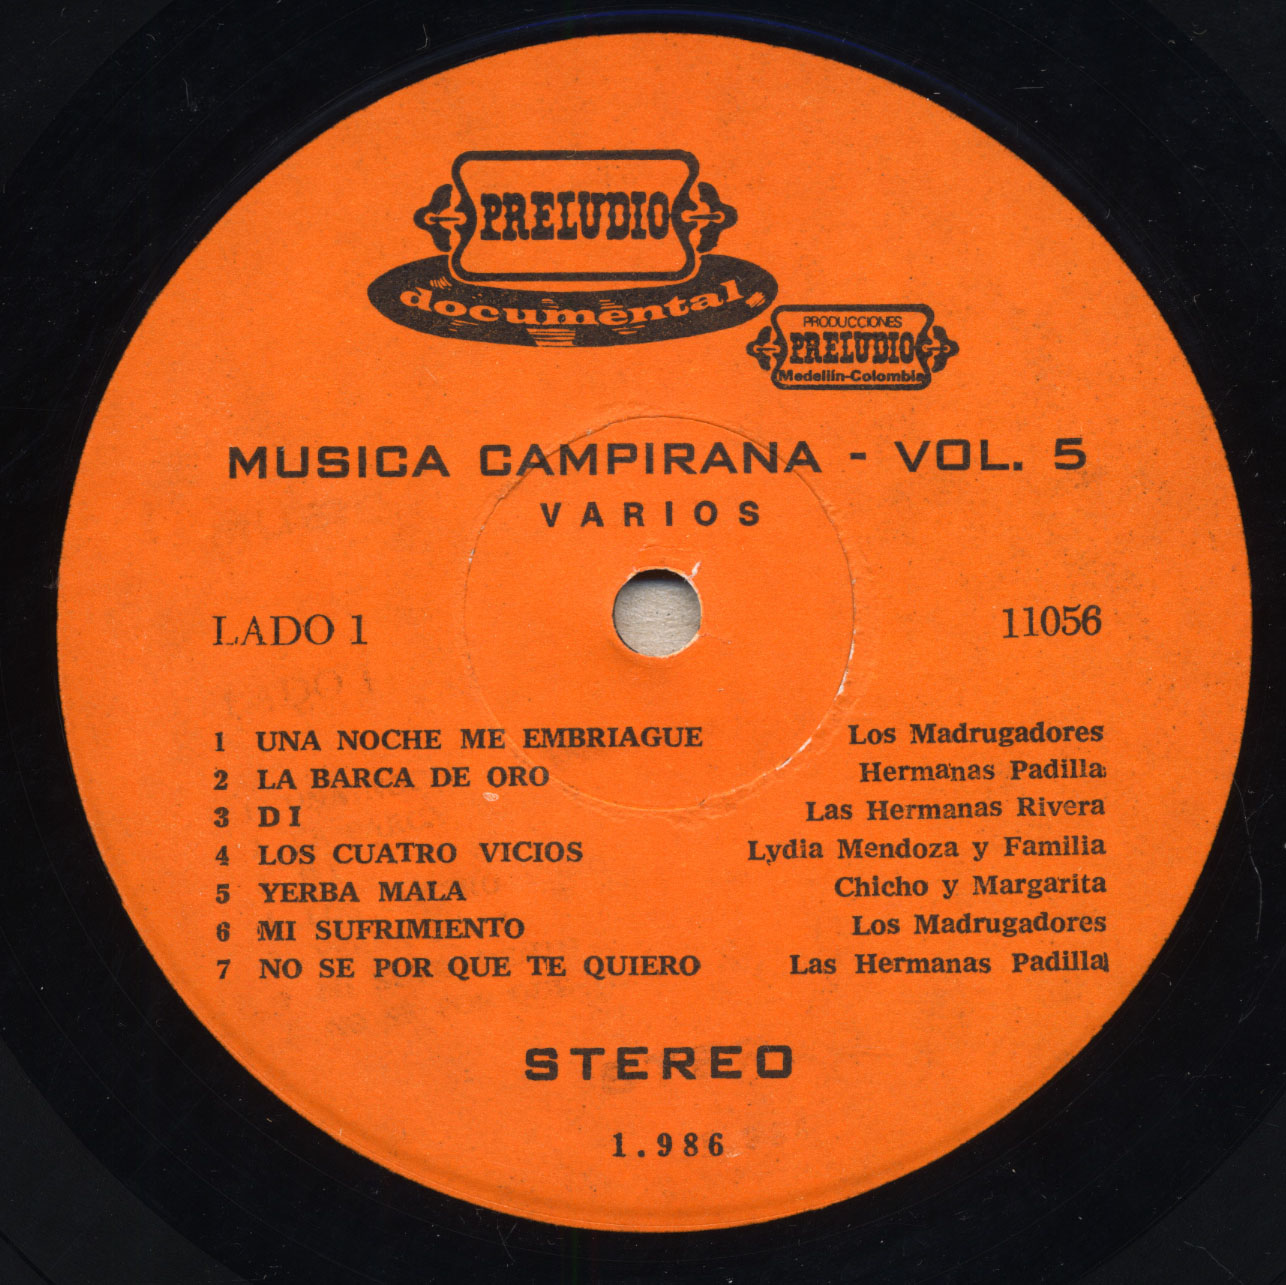 PRELUDIO
documental
PRODUCCIONES
PRELUDIO
Medellin-Colombia
MUSICA CAMPIRANA - VOL. 5
VARIOS
LADO 1 11056
1 UNA NOCHE ME EMBRIAGUE Los Madrugadores
2 LA BARCA DE ORO Hermanas Padilla
3 DI Las Hermanas Rivera
4 LOS CUATRO VICIOS Lydia Mendoza y Familia
5 YERBA MALA Chicho y Margarita
6 MI SUFRIMIENTO Los Madrugadores
7 NO SE POR QUE TE QUIERO Las Hermanas Padilla
STEREO
1.986